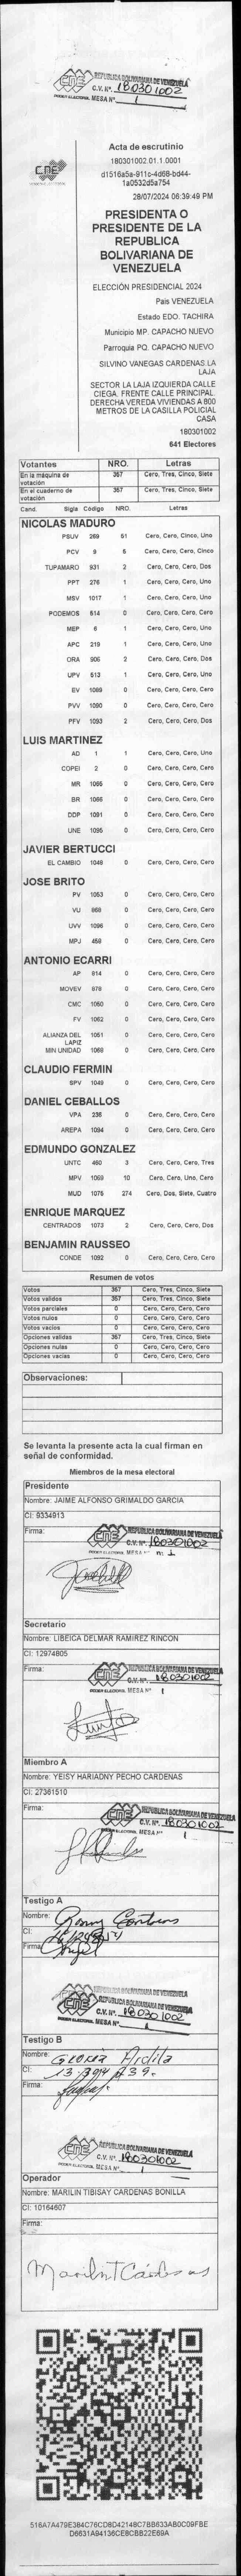 REPUBLICA BOLIVARIANA DE VENEZUELA
CNE
C.V. Nº. 180301002
PODER ELECTORAL MESA Nº 1
Acta de escrutinio
180301002.01.1.0001
d1516a5a-911c-4d68-bd44-
1a0532d5a754
28/07/2024 06:39:49 PM
PRESIDENTA O
PRESIDENTE DE LA
REPUBLICA
BOLIVARIANA DE
VENEZUELA
ELECCIÓN PRESIDENCIAL 2024
Pais VENEZUELA
Estado EDO. TACHIRA
Municipio MP. CAPACHO NUEVO
Parroquia PQ. CAPACHO NUEVO
SILVINO VANEGAS CARDENAS LA
LAJA
SECTOR LA LAJA IZQUIERDA CALLE
CIEGA. FRENTE CALLE PRINCIPAL.
DERECHA VEREDA VIVIENDAS A 800
METROS DE LA CASILLA POLICIAL
CASA
180301002
641 Electores
Votantes NRO. Letras
En la máquina de votación 357 Cero, Tres, Cinco, Siete
En el cuaderno de votación 357 Cero, Tres, Cinco, Siete
Cand. Sigla Codigo NRO. Letras
NICOLAS MADURO
PSUV 269 51 Cero, Cero, Cinco, Uno
PCV 9 5 Cero, Cero, Cero, Cinco
TUPAMARO 931 2 Cero, Cero, Cero, Dos
PPT 276 1 Cero, Cero, Cero, Uno
MSV 1017 1 Cero, Cero, Cero, Uno
PODEMOS 514 0 Cero, Cero, Cero, Cero
MEP 6 1 Cero, Cero, Cero, Uno
APC 219 1 Cero, Cero, Cero, Uno
ORA 906 2 Cero, Cero, Cero, Dos
UPV 513 1 Cero, Cero, Cero, Uno
EV 1089 0 Cero, Cero, Cero, Cero
PVV 1090 0 Cero, Cero, Cero, Cero
PFV 1093 2 Cero, Cero, Cero, Dos
LUIS MARTINEZ
AD 1 1 Cero, Cero, Cero, Uno
COPEI 2 0 Cero, Cero, Cero, Cero
MR 1065 0 Cero, Cero, Cero, Cero
BR 1066 0 Cero, Cero, Cero, Cero
DDP 1091 0 Cero, Cero, Cero, Cero
UNE 1095 0 Cero, Cero, Cero, Cero
JAVIER BERTUCCI
EL CAMBIO 1048 0 Cero, Cero, Cero, Cero
JOSE BRITO
PV 1053 0 Cero, Cero, Cero, Cero
VU 868 0 Cero, Cero, Cero, Cero
UVV 1096 0 Cero, Cero, Cero, Cero
MPJ 458 0 Cero, Cero, Cero, Cero
ANTONIO ECARRI
AP 814 0 Cero, Cero, Cero, Cero
MOVEV 878 0 Cero, Cero, Cero, Cero
CMC 1050 0 Cero, Cero, Cero, Cero
FV 1062 0 Cero, Cero, Cero, Cero
ALIANZA DEL LAPIZ 1051 0 Cero, Cero, Cero, Cero
MIN UNIDAD 1068 0 Cero, Cero, Cero, Cero
CLAUDIO FERMIN
SPV 1049 0 Cero, Cero, Cero, Cero
DANIEL CEBALLOS
VPA 236 0 Cero, Cero, Cero, Cero
AREPA 1094 0 Cero, Cero, Cero, Cero
EDMUNDO GONZALEZ
UNTC 460 3 Cero, Cero, Cero, Tres
MPV 1069 10 Cero, Cero, Uno, Cero
MUD 1075 274 Cero, Dos, Siete, Cuatro
ENRIQUE MARQUEZ
CENTRADOS 1073 2 Cero, Cero, Cero, Dos
BENJAMIN RAUSSEO
CONDE 1092 0 Cero, Cero, Cero, Cero
Resumen de votos
Votos 357 Cero, Tres, Cinco, Siete
Votos validos 357 Cero, Tres, Cinco, Siete
Votos parciales 0 Cero, Cero, Cero, Cero
Votos nulos 0 Cero, Cero, Cero, Cero
Votos vacios 0 Cero, Cero, Cero, Cero
Opciones validas 357 Cero, Tres, Cinco, Siete
Opciones nulas 0 Cero, Cero, Cero, Cero
Opciones vacias 0 Cero, Cero, Cero, Cero
Observaciones:
Se levanta la presente acta la cual firman en
señal de conformidad.
Miembros de la mesa electoral
Presidente
Nombre: JAIME ALFONSO GRIMALDO GARCIA
CI: 9334913
Firma:
CNE REPUBLICA BOLIVARIANA DE VENEZUELA
C.V. Nº. 180301002
PODER ELECTORAL MESA Nº 1
Secretario
Nombre: LIBEICA DELMAR RAMIREZ RINCON
CI: 12974805
Firma:
CNE REPUBLICA BOLIVARIANA DE VENEZUELA
C.V. Nº. 180301002
PODER ELECTORAL MESA Nº 1
Miembro A
Nombre: YEISY HARIADNY PECHO CARDENAS
CI: 27361510
Firma:
CNE REPUBLICA BOLIVARIANA DE VENEZUELA
C.V. Nº. 180301002
PODER ELECTORAL MESA Nº 1
Testigo A
Nombre:
CI:
Firma:
CNE REPUBLICA BOLIVARIANA DE VENEZUELA
C.V. Nº. 180301002
PODER ELECTORAL MESA Nº 1
Testigo B
Nombre: GLORIA Ardila
CI: 13.394.739.
Firma:
CNE REPUBLICA BOLIVARIANA DE VENEZUELA
C.V. Nº. 180301002
PODER ELECTORAL MESA Nº 1
Operador
Nombre: MARILIN TIBISAY CARDENAS BONILLA
CI: 10164607
Firma:
Marilin T Cárdenas
516A7A479E384C76CD8D42148C7BB633AB0C09FBE
D6631A94136CE8CBB22E69A